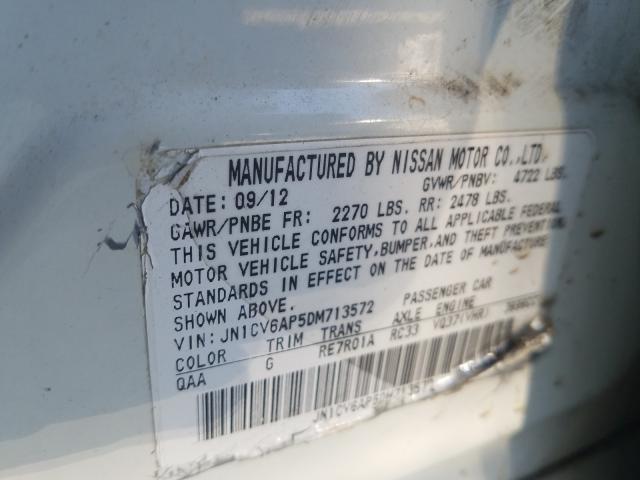 MANUFACTURED BY NISSAN MOTOR CO.,LTD.
DATE: 09/12 GVWR/PNBV: 4722 LBS.
GAWR/PNBE FR: 2270 LBS. RR: 2478 LBS.
THIS VEHICLE CONFORMS TO ALL APPLICABLE FEDERAL
MOTOR VEHICLE SAFETY,BUMPER,AND THEFT PREVENTION
STANDARDS IN EFFECT ON THE DATE OF MANUFACTURE
SHOWN ABOVE.
VIN: JN1CV6AP5DM713572 PASSENGER CAR
COLOR TRIM TRANS AXLE ENGINE
QAA G RE7R01A RC33 VQ37(VHR)
JN1CV6AP5DM713572